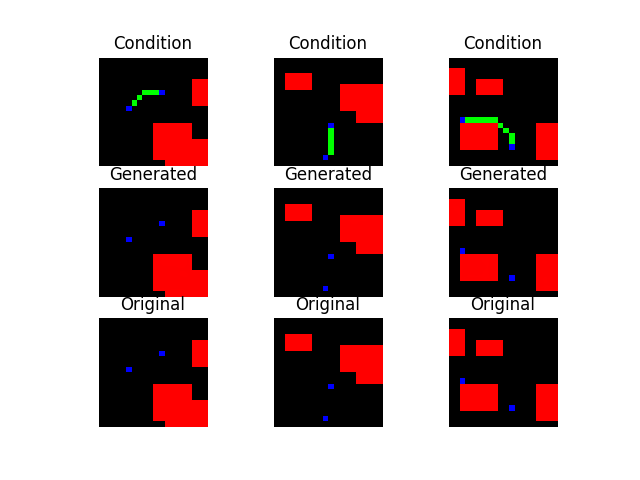 Condition Condition Condition
Generated Generated Generated
Original Original Original